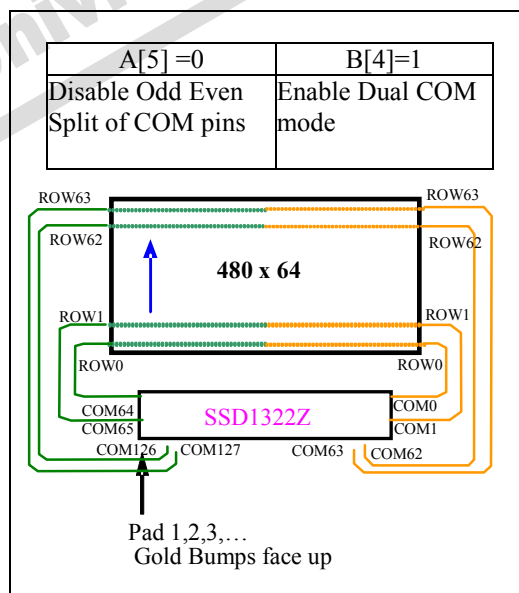 A[5] =0
B[4]=1
Disable Odd Even
Split of COM pins
Enable Dual COM
mode
ROW63
ROW63
ROW62
ROW62
480 x 64
ROW1
ROW1
ROW0
ROW0
COM64
COM0
SSD1322Z
COM65
COM1
COM126
COM127
COM63
COM62
Pad 1,2,3,…
Gold Bumps face up